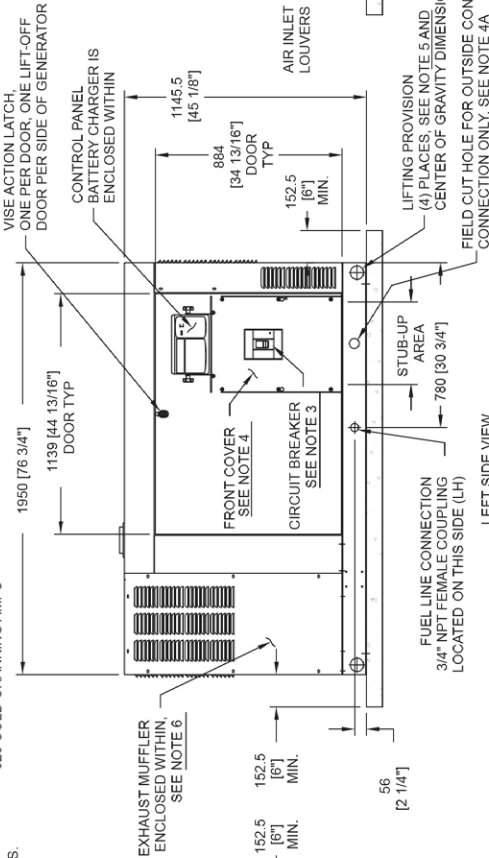 S.
VISE ACTION LATCH,
ONE PER DOOR, ONE LIFT-OFF
DOOR PER SIDE OF GENERATOR
1950 [76 3/4"]
1139 [44 13/16"]
DOOR TYP
CONTROL PANEL
BATTERY CHARGER IS
ENCLOSED WITHIN
1145.5
[45 1/8"]
884
[34 13/16"]
DOOR
TYP
AIR INLET
LOUVERS
152.5
[6"]
MIN.
FRONT COVER
SEE NOTE 4
CIRCUIT BREAKER
SEE NOTE 3
EXHAUST MUFFLER
ENCLOSED WITHIN,
SEE NOTE 6
152.5
[6"]
MIN.
152.5
[6"]
MIN.
56
[2 1/4"]
LIFTING PROVISION
(4) PLACES, SEE NOTE 5 AND
CENTER OF GRAVITY DIMENSIO
FIELD CUT HOLE FOR OUTSIDE CON
CONNECTION ONLY. SEE NOTE 4A
STUB-UP
AREA
780 [30 3/4"]
FUEL LINE CONNECTION
3/4" NPT FEMALE COUPLING
LOCATED ON THIS SIDE (LH)
LEFT SIDE VIEW